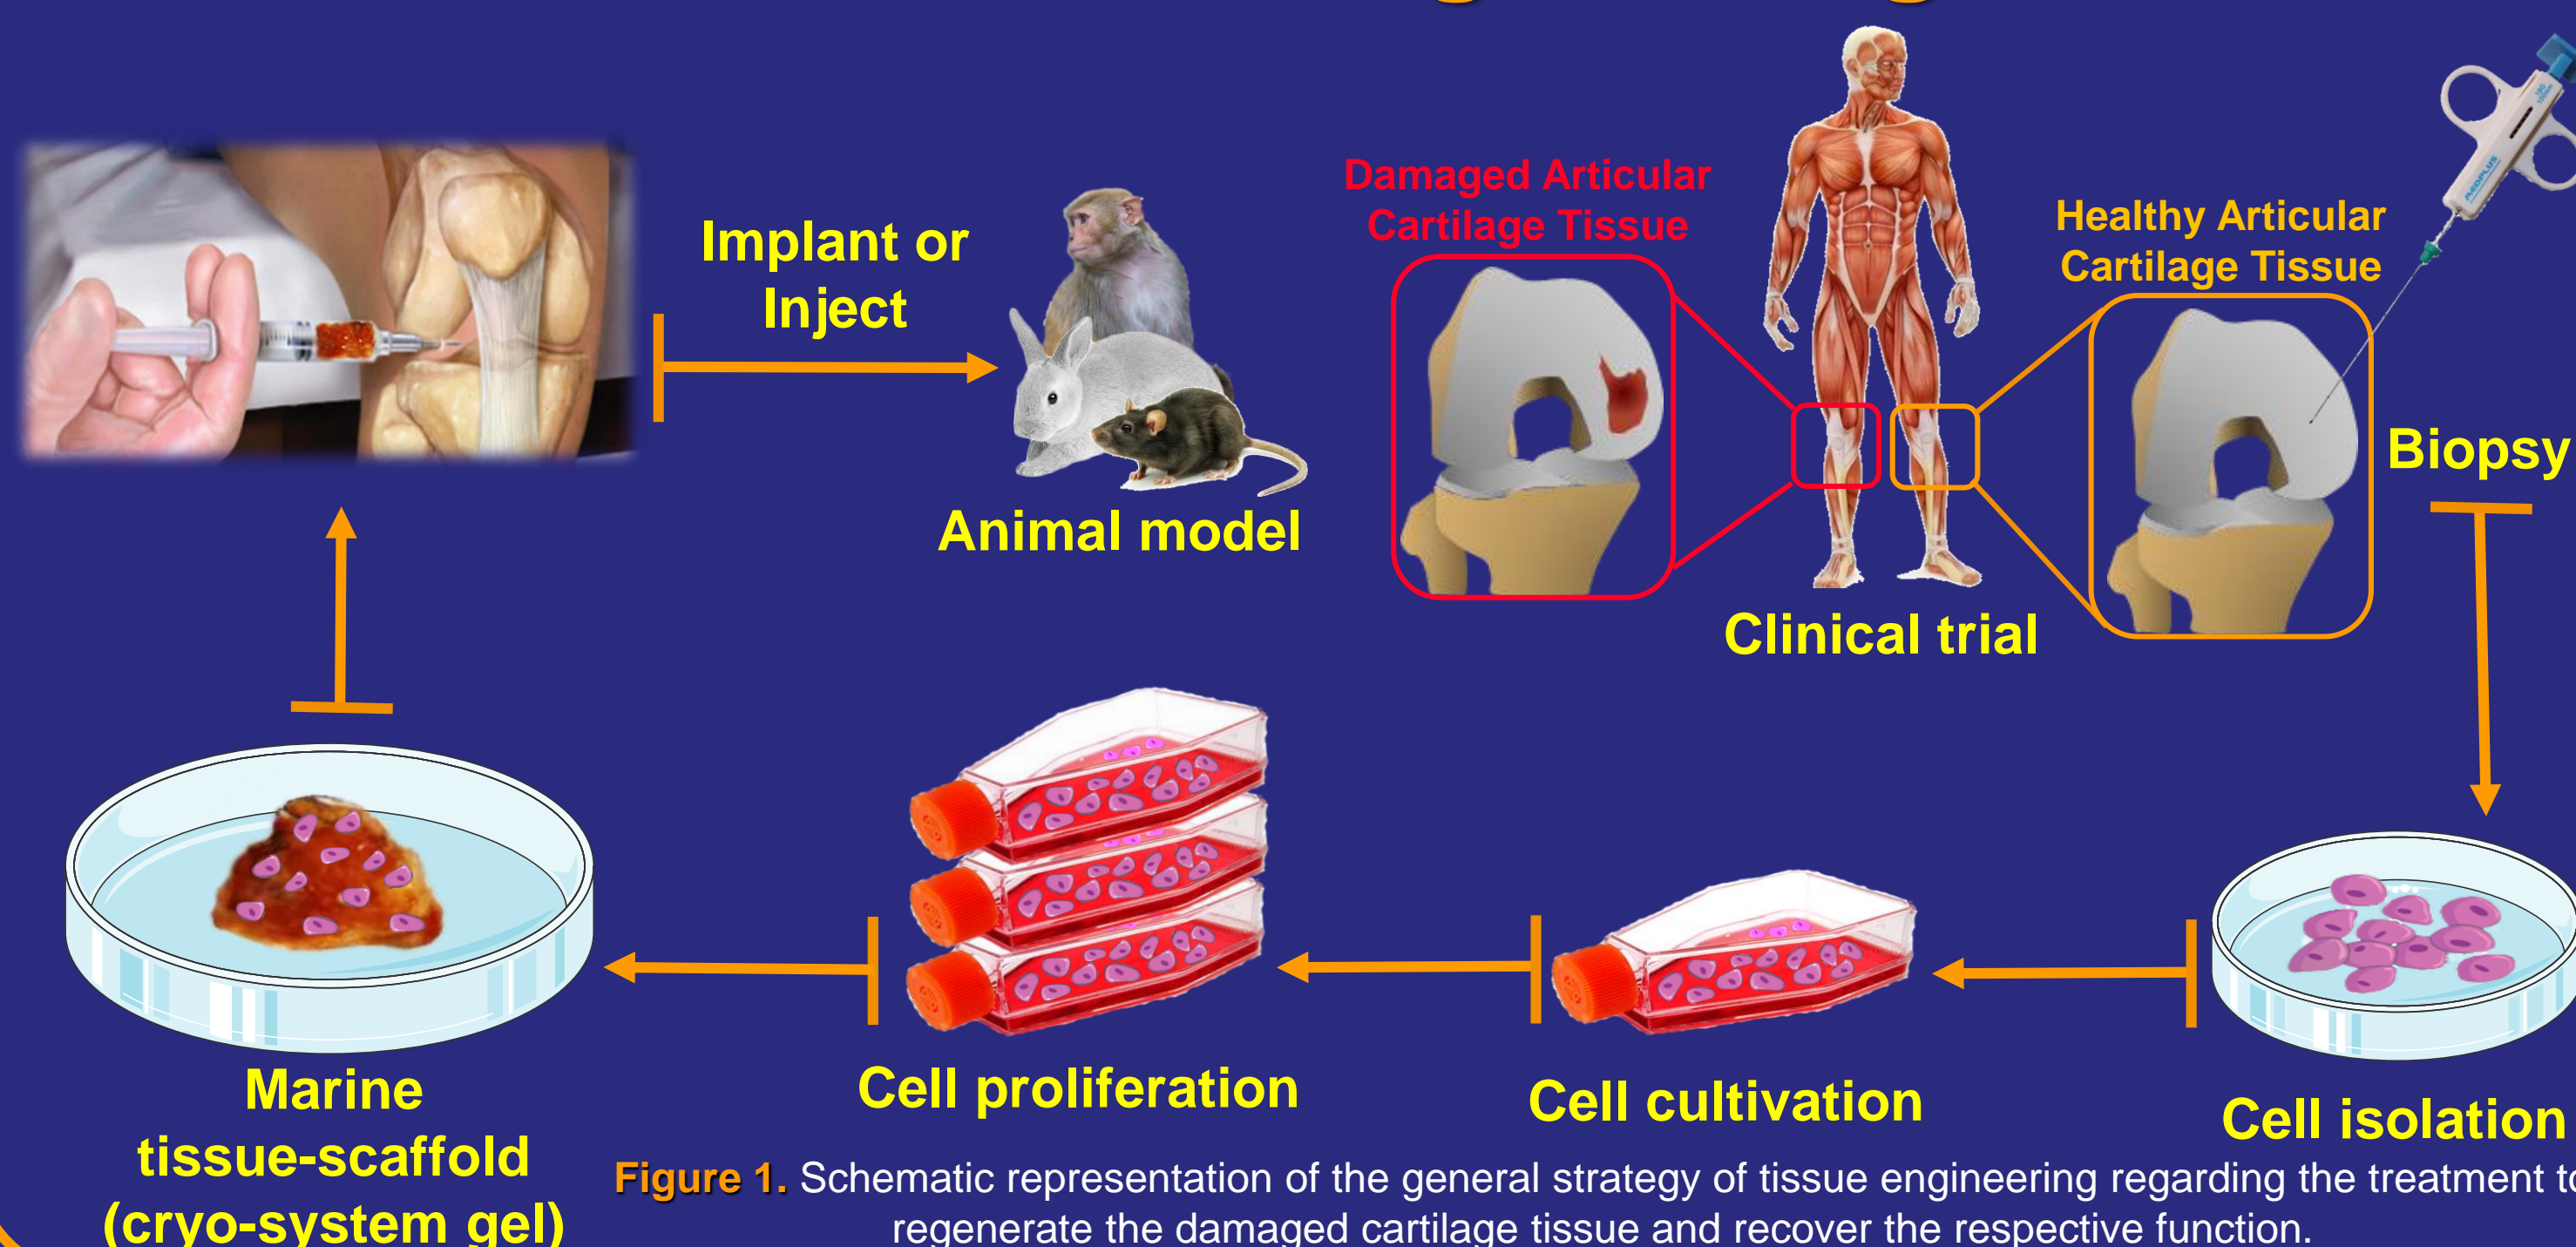 Implant or
Inject
Animal model
Damaged Articular
Cartilage Tissue
Healthy Articular
Cartilage Tissue
MEDPLUS
Biopsy
Clinical trial
Marine
tissue-scaffold
(cryo-system gel)
Cell proliferation
Cell cultivation
Cell isolation
Figure 1. Schematic representation of the general strategy of tissue engineering regarding the treatment to
regenerate the damaged cartilage tissue and recover the respective function.